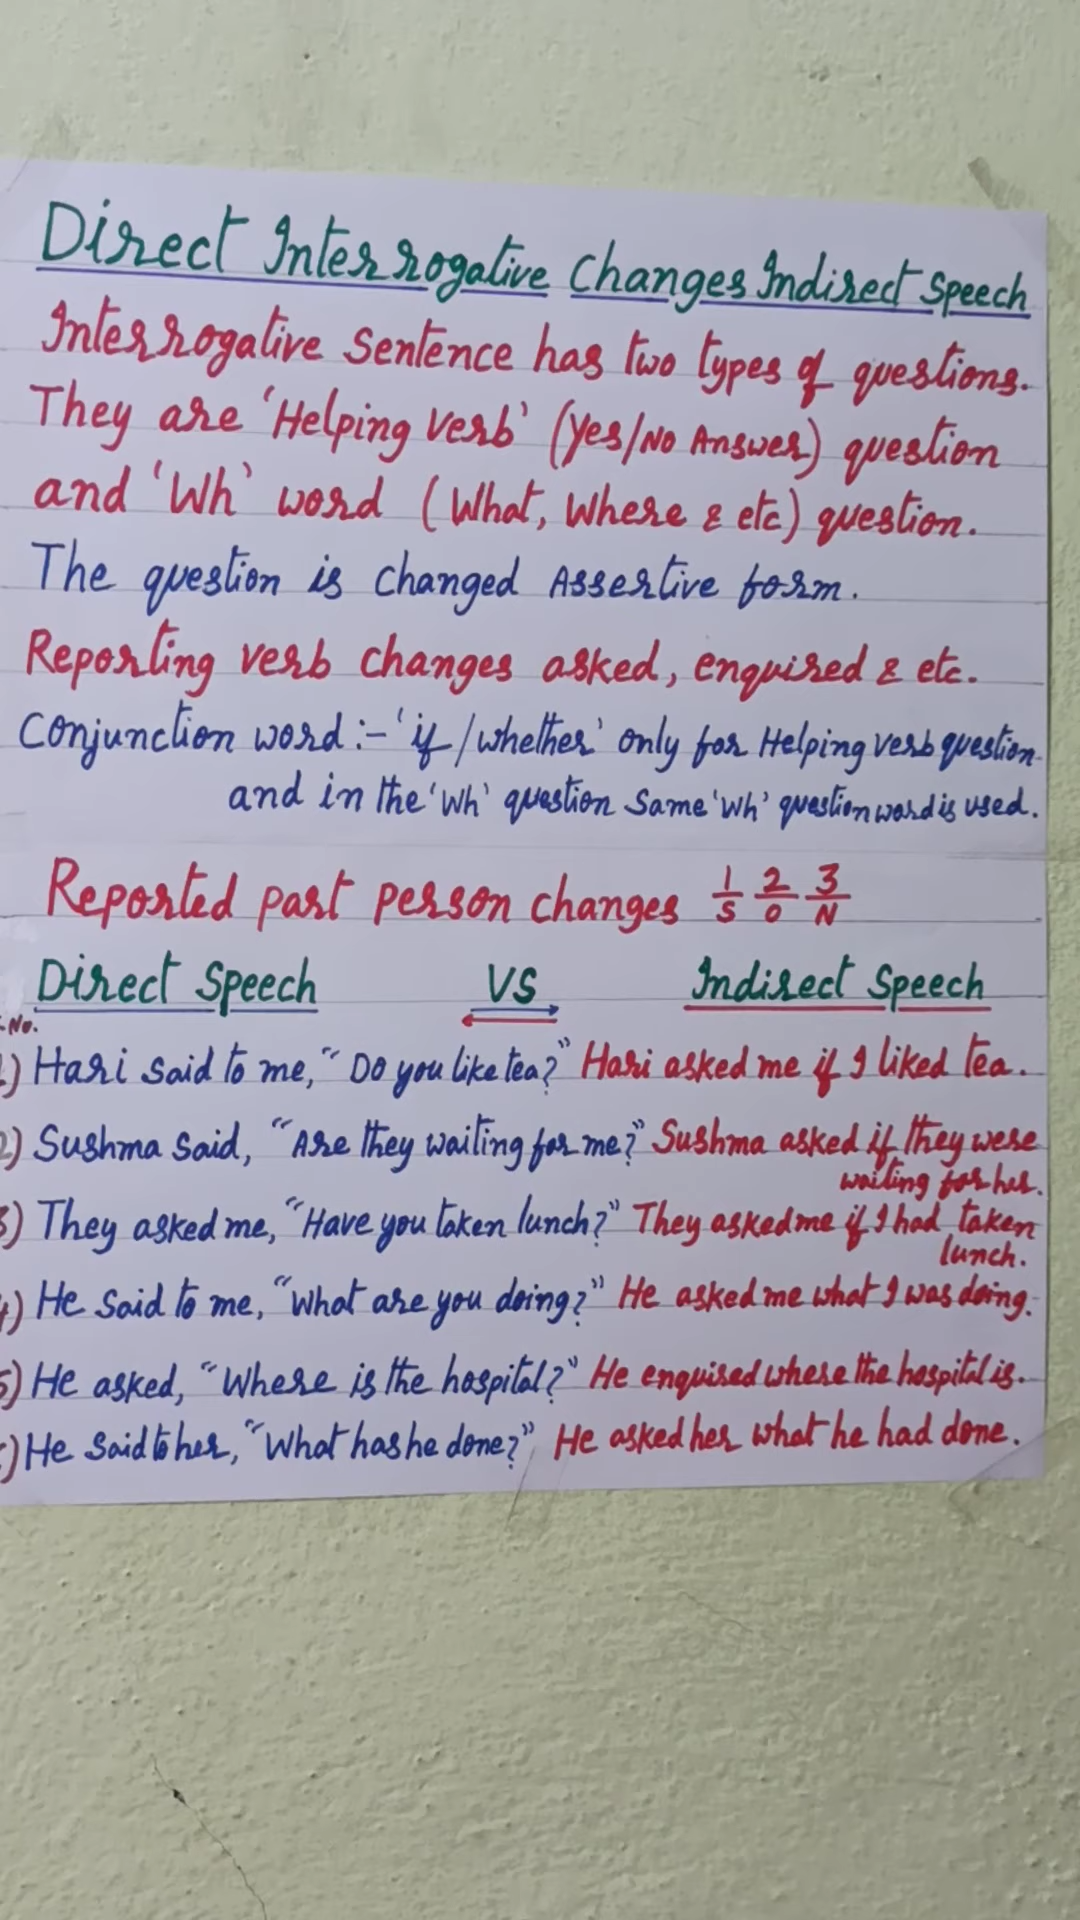 Direct Interrogative Changes Indirect Speech
Interrogative Sentence has two types of questions.
They are 'Helping verb' (Yes/No Answer) question
and 'Wh' word (What, Where & etc) question.
The question is changed Assertive form.
Reporting verb changes asked, enquired & etc.
Conjunction word :- 'if/whether' only for Helping verb question
and in the 'Wh' question same 'Wh' question word is used.
Reported part person changes 1/S 2/O 3/N
Direct Speech VS Indirect Speech
No.
1) Hari said to me, "Do you like tea?" Hari asked me if I liked tea.
2) Sushma said, "Are they waiting for me?" Sushma asked if they were
waiting for her.
3) They asked me, "Have you taken lunch?" They asked me if I had taken
lunch.
4) He said to me, "What are you doing?" He asked me what I was doing.
5) He asked, "Where is the hospital?" He enquired where the hospital is.
) He said to her, "What has he done?" He asked her what he had done.